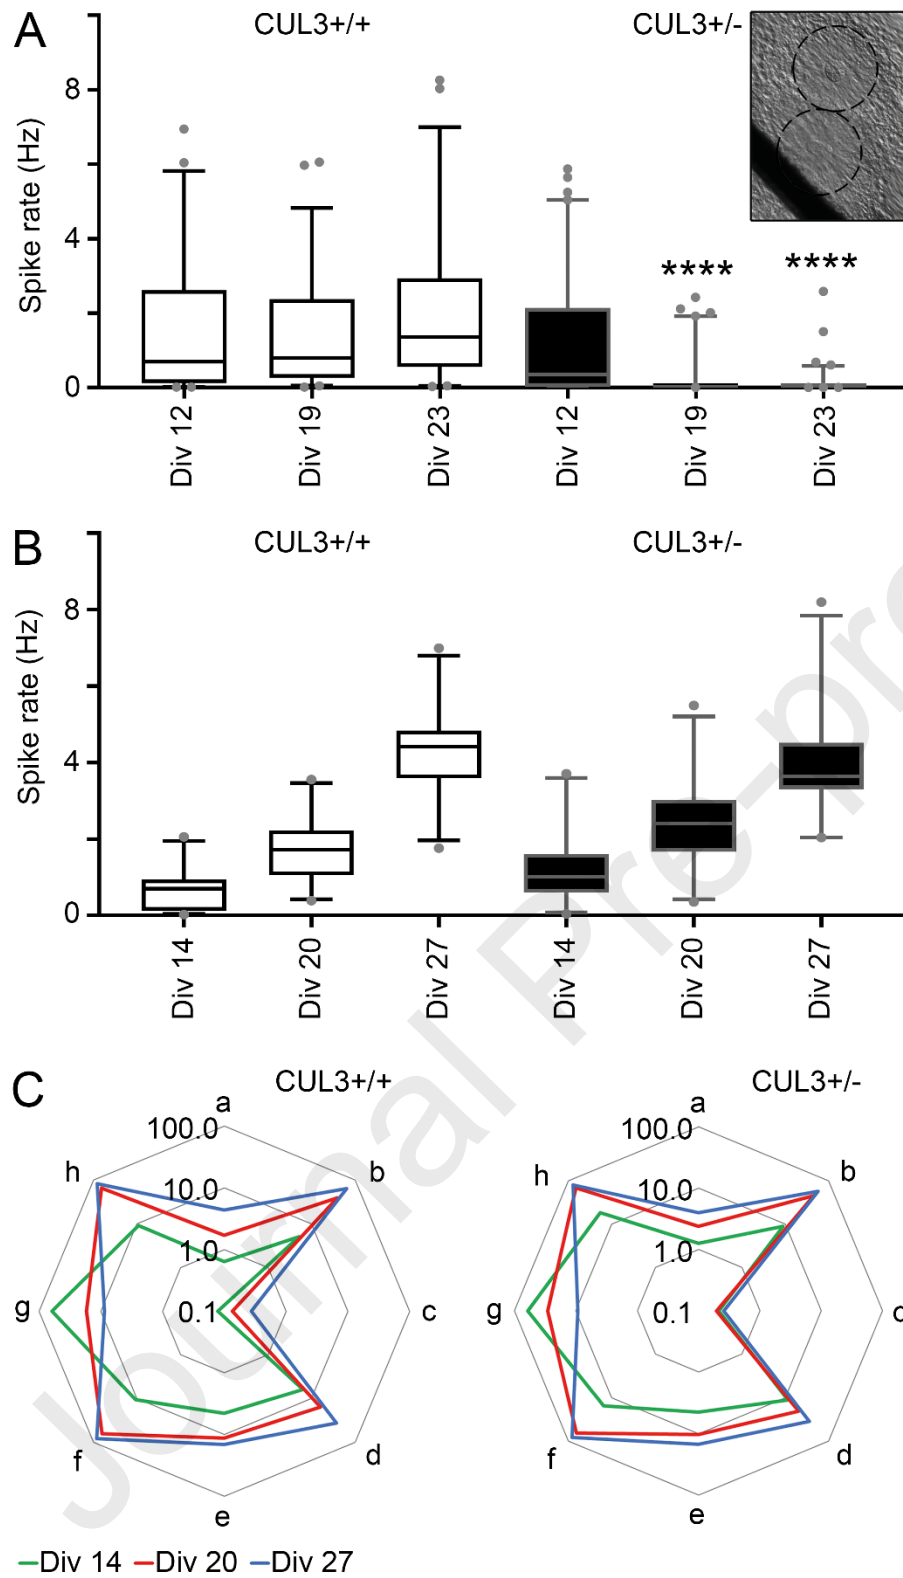 A
CUL3+/+
CUL3+/-
Spike rate (Hz)
8
4
0
****
****
Div 12
Div 19
Div 23
Div 12
Div 19
Div 23
B
CUL3+/+
CUL3+/-
Spike rate (Hz)
8
4
0
Div 14
Div 20
Div 27
Div 14
Div 20
Div 27
C
CUL3+/+
a
b
c
d
e
f
g
h
100.0
10.0
1.0
0.1
CUL3+/-
a
b
c
d
e
f
g
h
100.0
10.0
1.0
0.1
Div 14 Div 20 Div 27
Journal Pre-pr